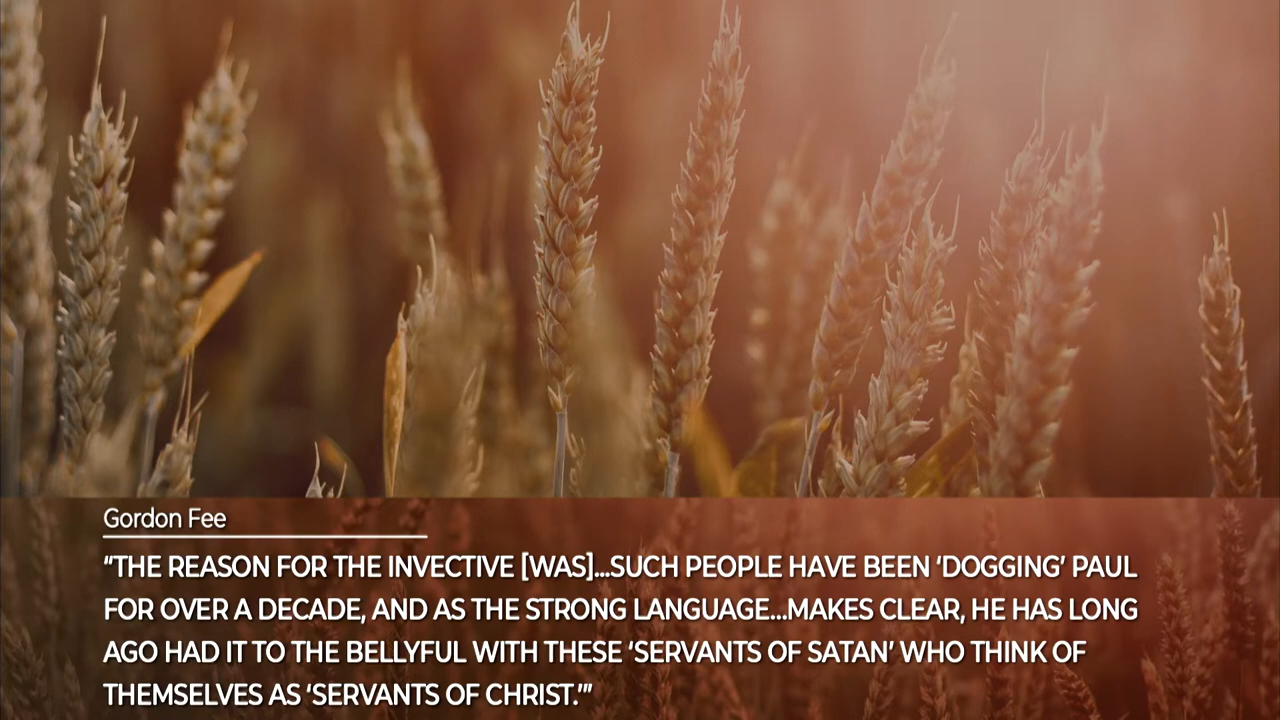 Gordon Fee
“THE REASON FOR THE INVECTIVE [WAS]...SUCH PEOPLE HAVE BEEN ‘DOGGING’ PAUL
FOR OVER A DECADE, AND AS THE STRONG LANGUAGE...MAKES CLEAR, HE HAS LONG
AGO HAD IT TO THE BELLYFUL WITH THESE ‘SERVANTS OF SATAN’ WHO THINK OF
THEMSELVES AS ‘SERVANTS OF CHRIST.’”